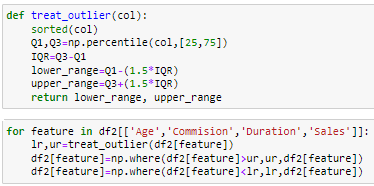 def treat_outlier(col):
    sorted(col)
    Q1,Q3=np.percentile(col,[25,75])
    IQR=Q3-Q1
    lower_range=Q1-(1.5*IQR)
    upper_range=Q3+(1.5*IQR)
    return lower_range, upper_range
for feature in df2[['Age','Commision','Duration','Sales']]:
    lr,ur=treat_outlier(df2[feature])
    df2[feature]=np.where(df2[feature]>ur,ur,df2[feature])
    df2[feature]=np.where(df2[feature]<lr,lr,df2[feature])